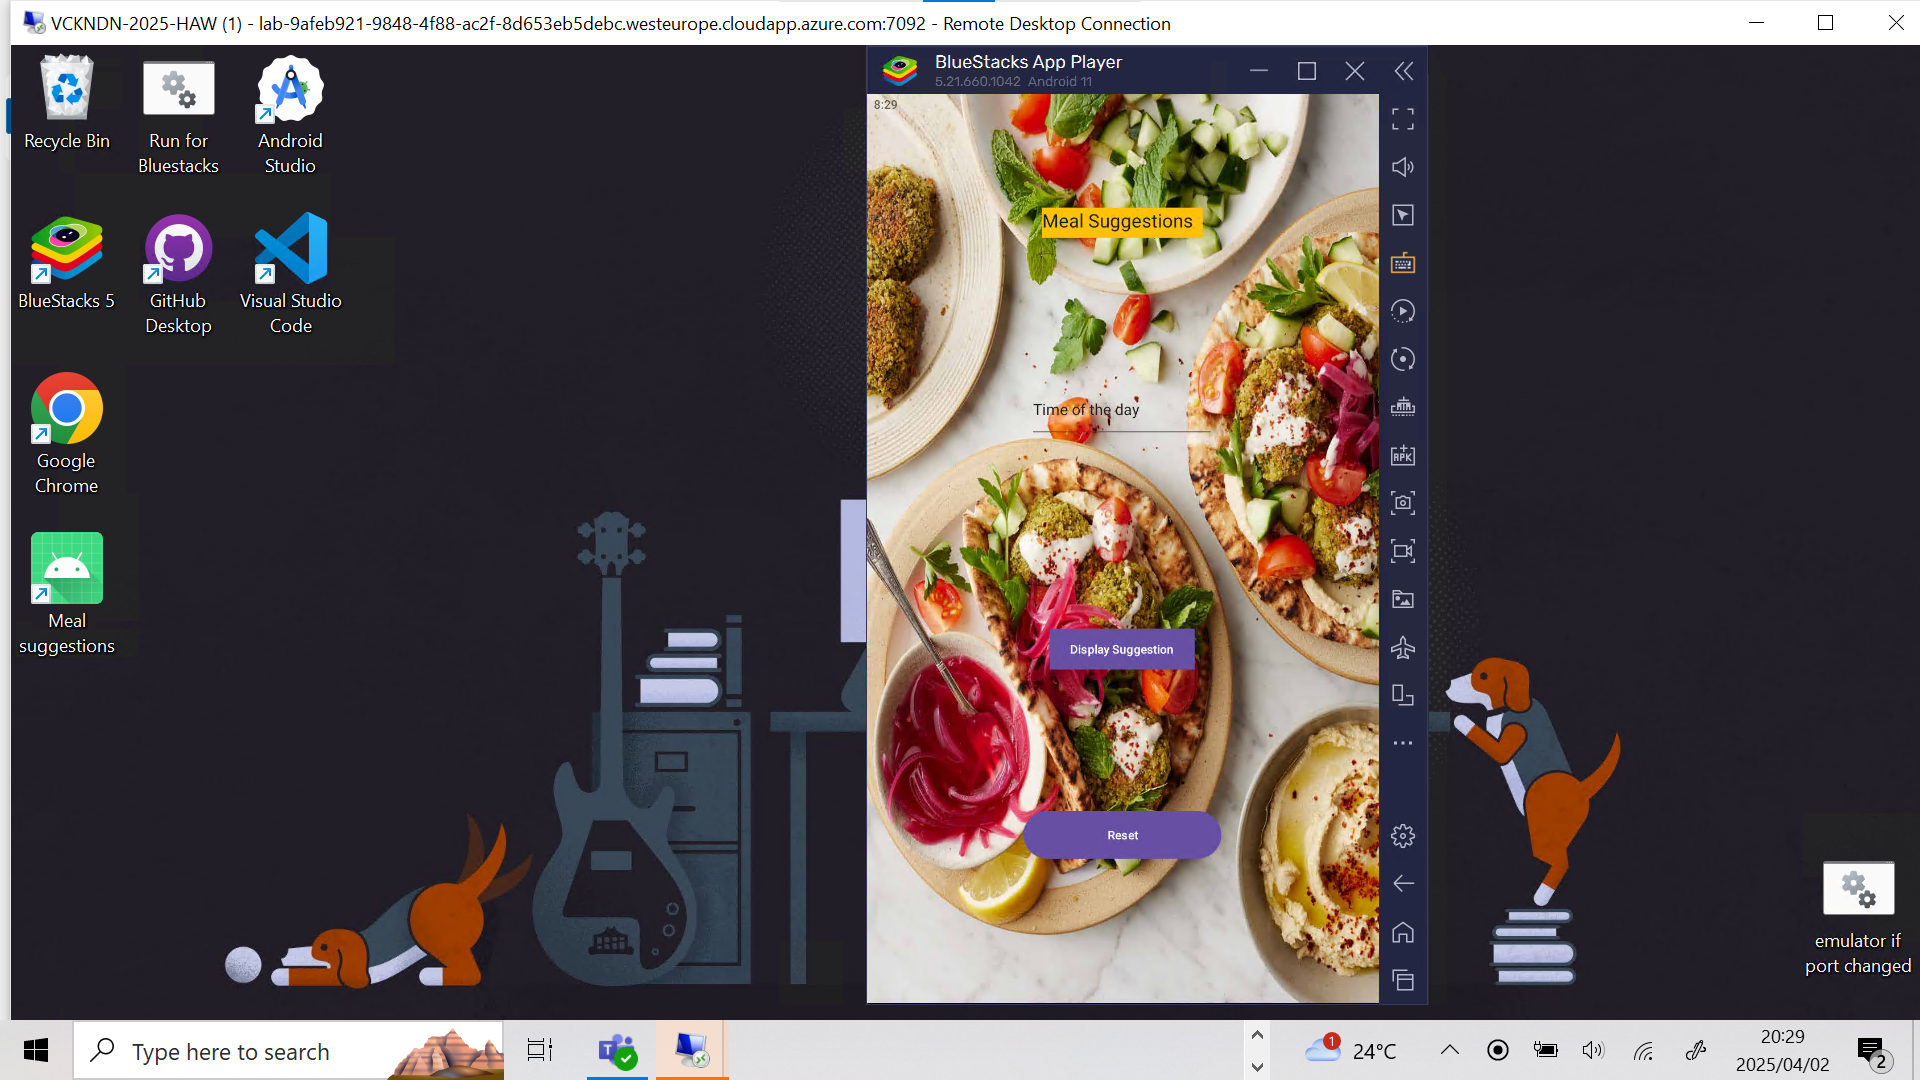 VCKNDN-2025-HAW (1) - lab-9afeb921-9848-4f88-ac2f-8d653eb5debc.westeurope.cloudapp.azure.com:7092 - Remote Desktop Connection
Recycle Bin
Run for
Bluestacks
Android
Studio
BlueStacks 5
GitHub
Desktop
Visual Studio
Code
Google
Chrome
Meal
suggestions
BlueStacks App Player
5.21.660.1042 Android 11
8:29
Meal Suggestions
Time of the day
Display Suggestion
Reset
APK
emulator if
port changed
Type here to search
T
1
24°C
20:29
2025/04/02
2